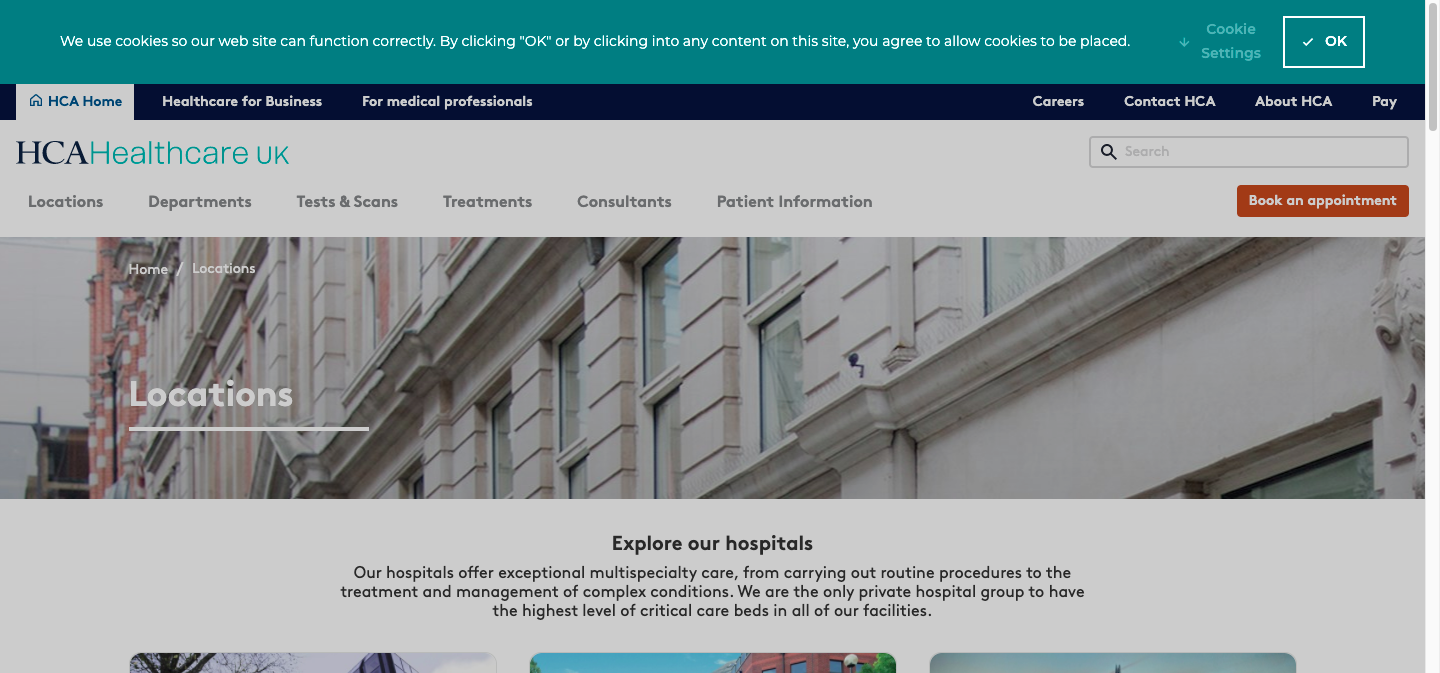 We use cookies so our web site can function correctly. By clicking "OK" or by clicking into any content on this site, you agree to allow cookies to be placed.
Cookie
Settings
OK
HCA Home
Healthcare for Business
For medical professionals
Careers
Contact HCA
About HCA
Pay
HCAHealthcare UK
Search
Locations
Departments
Tests & Scans
Treatments
Consultants
Patient Information
Book an appointment
Home / Locations
Locations
Explore our hospitals
Our hospitals offer exceptional multispecialty care, from carrying out routine procedures to the
treatment and management of complex conditions. We are the only private hospital group to have
the highest level of critical care beds in all of our facilities.